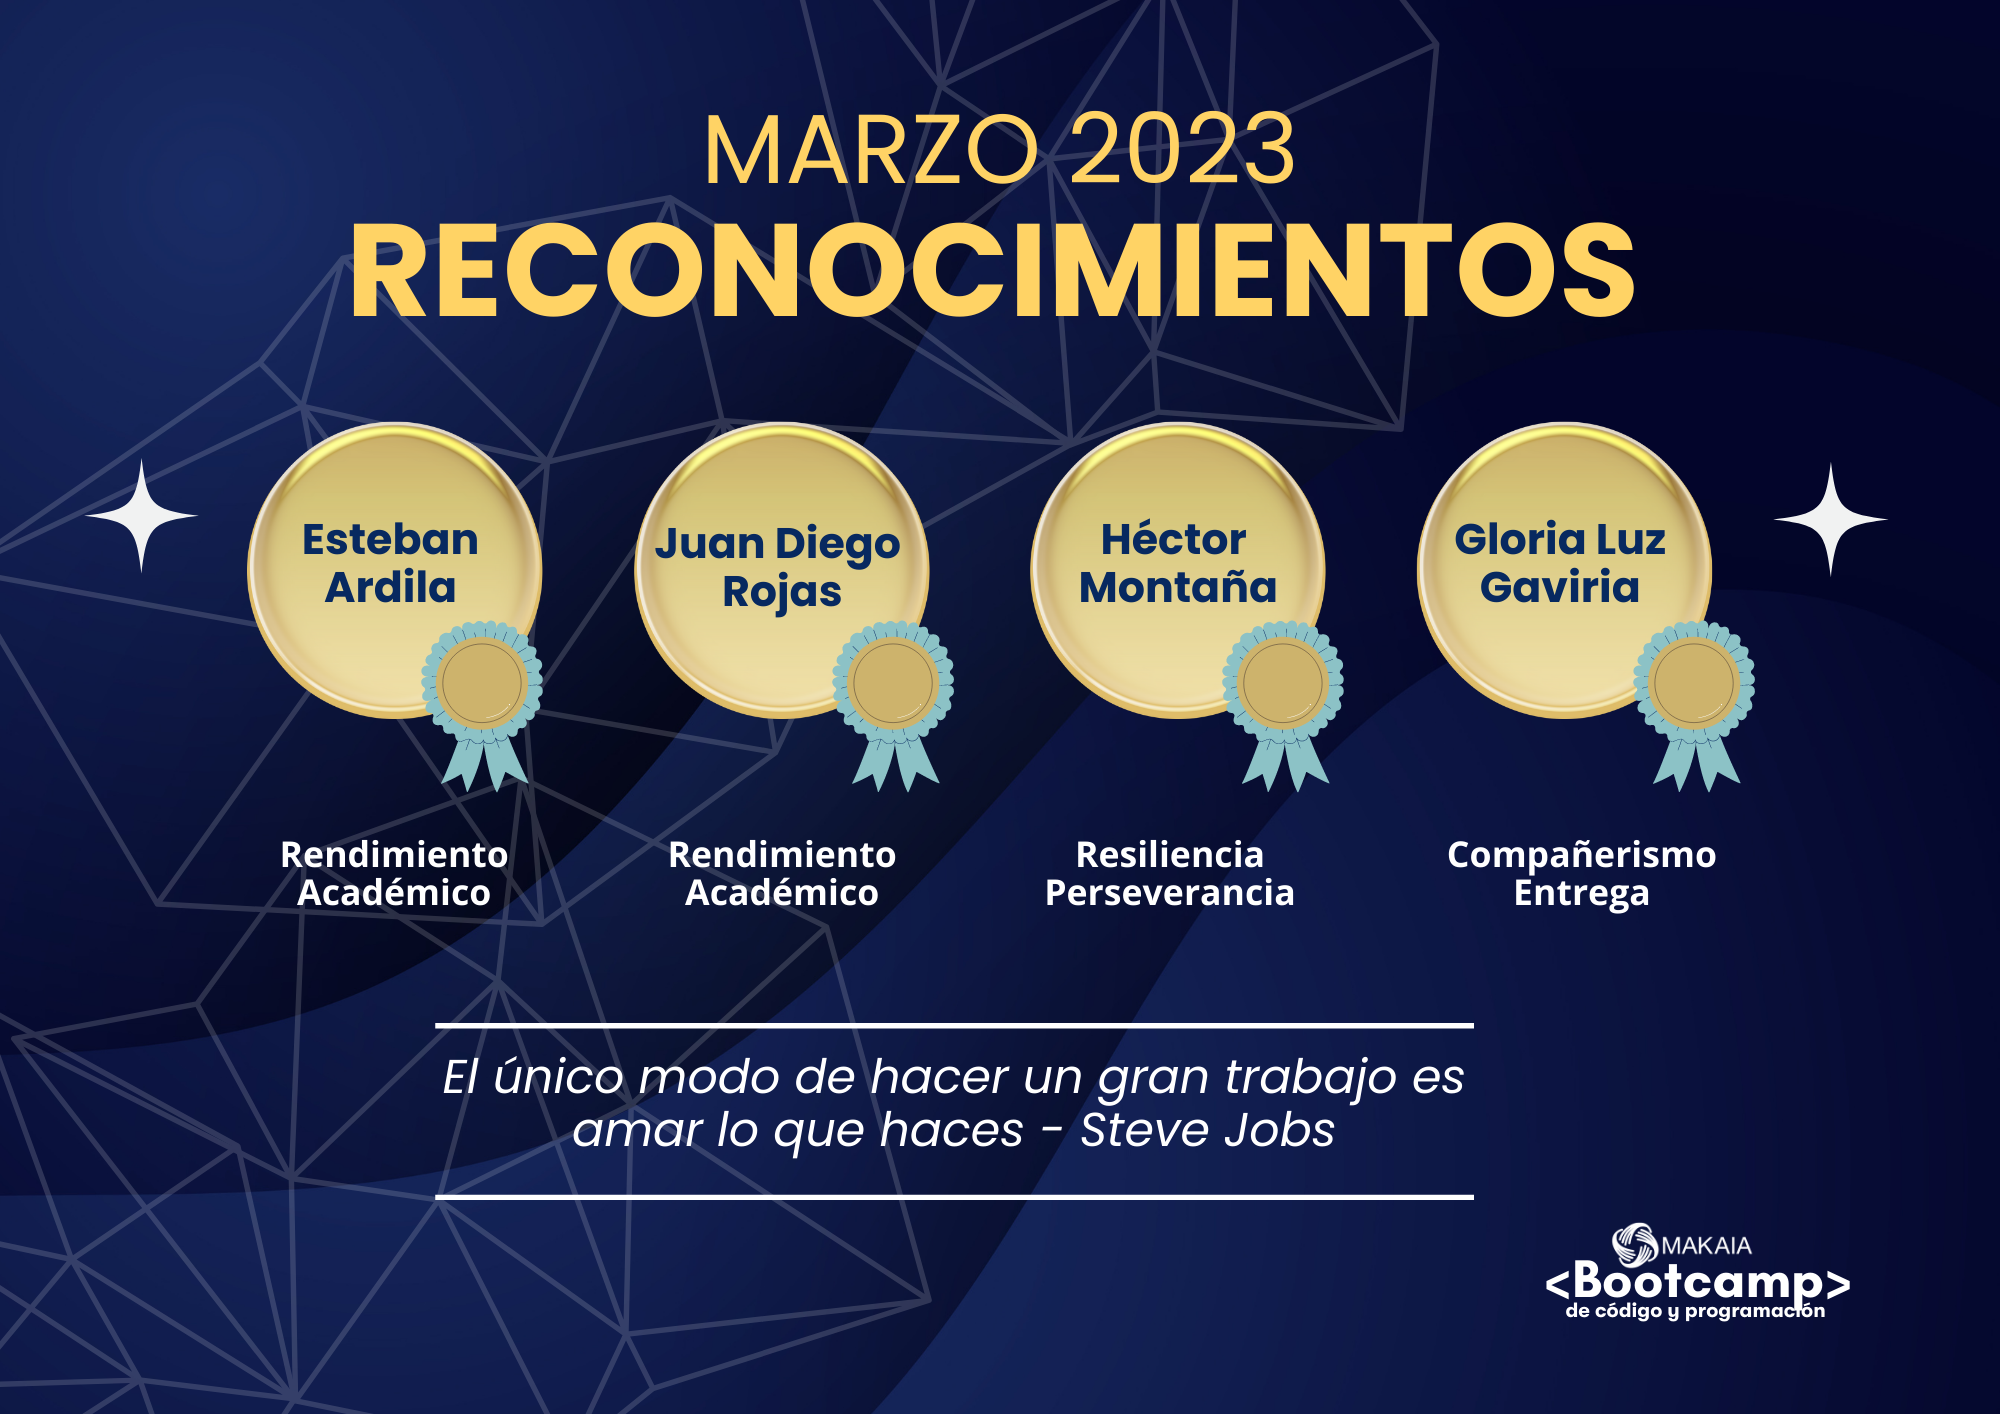 MARZO 2023
RECONOCIMIENTOS
Esteban
Ardila
Juan Diego
Rojas
Héctor
Montaña
Gloria Luz
Gaviria
Rendimiento
Académico
Rendimiento
Académico
Resiliencia
Perseverancia
Compañerismo
Entrega
El único modo de hacer un gran trabajo es
amar lo que haces - Steve Jobs
MAKAIA
<Bootcamp>
de código y programación